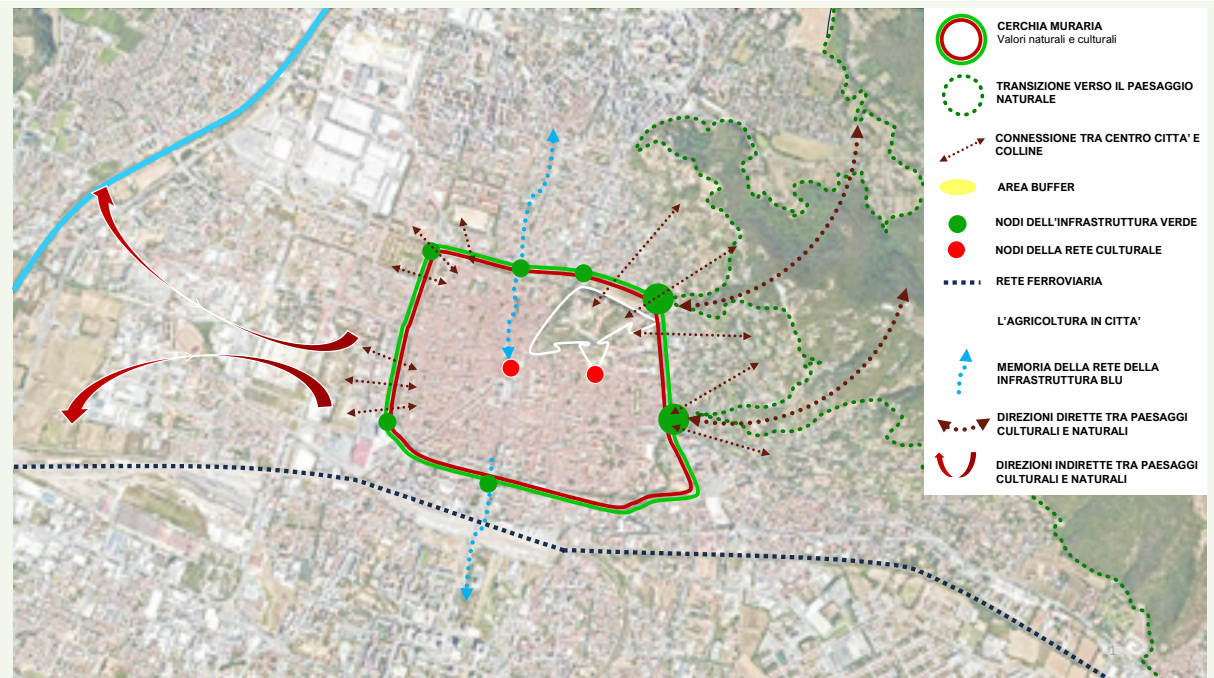 CERCHIA MURARIA
Valori naturali e culturali
TRANSIZIONE VERSO IL PAESAGGIO
NATURALE
CONNESSIONE TRA CENTRO CITTA' E
COLLINE
AREA BUFFER
NODI DELL'INFRASTRUTTURA VERDE
NODI DELLA RETE CULTURALE
RETE FERROVIARIA
L'AGRICOLTURA IN CITTA'
MEMORIA DELLA RETE DELLA
INFRASTRUTTURA BLU
DIREZIONI DIRETTE TRA PAESAGGI
CULTURALI E NATURALI
DIREZIONI INDIRETTE TRA PAESAGGI
CULTURALI E NATURALI